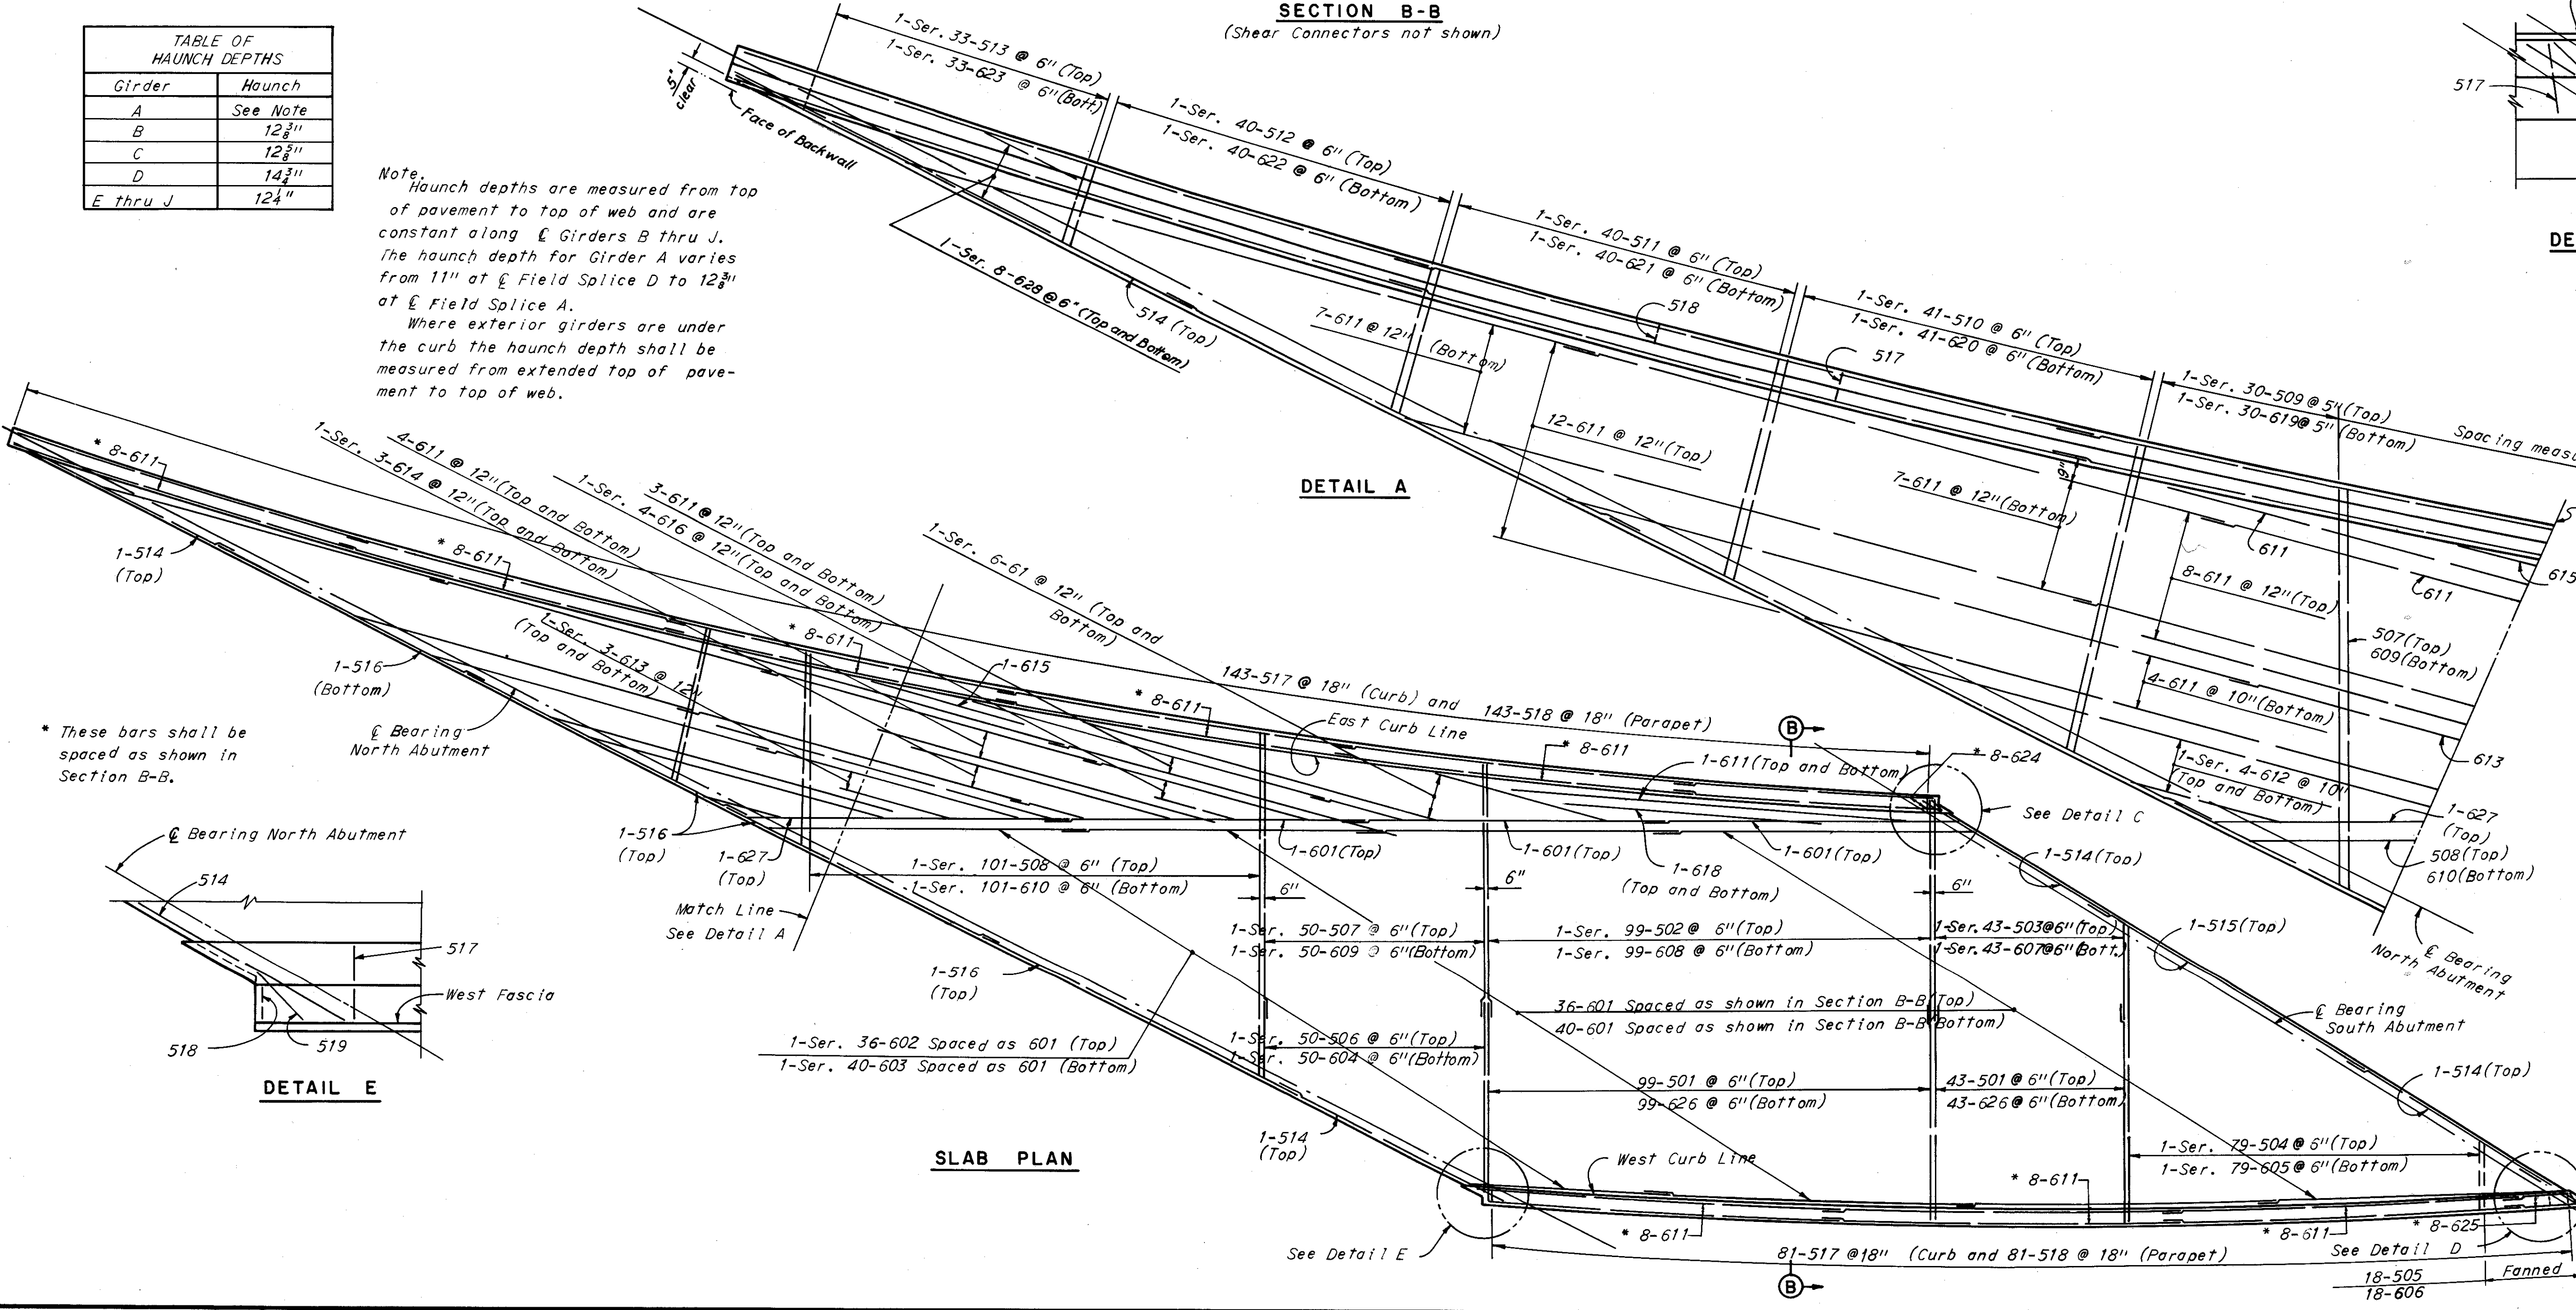 TABLE OF
HAUNCH DEPTHS
Girder Haunch
A See Note
B 12 3/8"
C 12 5/8"
D 14 3/4"
E thru J 12 1/4"
Note.
Haunch depths are measured from top
of pavement to top of web and are
constant along ℄ Girders B thru J.
The haunch depth for Girder A varies
from 11" at ℄ Field Splice D to 12 3/8"
at ℄ Field Splice A.
Where exterior girders are under
the curb the haunch depth shall be
measured from extended top of pave-
ment to top of web.
SECTION B-B
(Shear Connectors not shown)
517
DE
1-Ser. 33-513 @ 6" (Top)
1-Ser. 33-623 @ 6" (Bott.)
5"
clear
Face of Backwall
1-Ser. 40-512 @ 6" (Top)
1-Ser. 40-622 @ 6" (Bottom)
1-Ser. 40-511 @ 6" (Top)
1-Ser. 40-621 @ 6" (Bottom)
1-Ser. 41-510 @ 6" (Top)
1-Ser. 41-620 @ 6" (Bottom)
1-Ser. 30-509 @ 5" (Top)
1-Ser. 30-619 @ 5" (Bottom)
Spacing meas
1-Ser. 8-628 @ 6" (Top and Bottom)
514 (Top)
7-611 @ 12" (Bottom)
518
517
12-611 @ 12" (Top)
7-611 @ 12" (Bottom)
611
8-611 @ 12" (Top)
611
615
507 (Top)
609 (Bottom)
4-611 @ 10" (Bottom)
613
1-Ser. 4-612 @ 10"
(Top and Bottom)
1-627
(Top)
508 (Top)
610 (Bottom)
℄ Bearing
North Abutment
DETAIL A
* 8-611
1-Ser. 3-614 @ 12" (Top and Bottom)
4-611 @ 12" (Top and Bottom)
1-Ser. 4-616 @ 12" (Top and Bottom)
3-611 @ 12" (Top and Bottom)
1-Ser. 6-61 @ 12" (Top and
Bottom)
1-514
(Top)
* 8-611
1-Ser. 3-613 @ 12"
(Top and Bottom)
* 8-611
1-615
143-517 @ 18" (Curb) and 143-518 @ 18" (Parapet)
* 8-611
East Curb Line
* 8-611
1-611 (Top and Bottom)
B
* 8-624
See Detail C
1-516
(Bottom)
℄ Bearing
North Abutment
* These bars shall be
spaced as shown in
Section B-B.
1-516
(Top)
1-627
(Top)
1-Ser. 101-508 @ 6" (Top)
1-Ser. 101-610 @ 6" (Bottom)
6"
1-601 (Top)
1-601 (Top)
6"
1-618
(Top and Bottom)
1-601 (Top)
6"
1-514 (Top)
Match Line
See Detail A
1-Ser. 50-507 @ 6" (Top)
1-Ser. 50-609 @ 6" (Bottom)
1-Ser. 99-502 @ 6" (Top)
1-Ser. 99-608 @ 6" (Bottom)
1-Ser. 43-503 @ 6" (Top)
1-Ser. 43-607 @ 6" (Bott.)
1-515 (Top)
1-516
(Top)
36-601 Spaced as shown in Section B-B (Top)
40-601 Spaced as shown in Section B-B (Bottom)
℄ Bearing
South Abutment
1-Ser. 36-602 Spaced as 601 (Top)
1-Ser. 40-603 Spaced as 601 (Bottom)
1-Ser. 50-506 @ 6" (Top)
1-Ser. 50-604 @ 6" (Bottom)
99-501 @ 6" (Top)
99-626 @ 6" (Bottom)
43-501 @ 6" (Top)
43-626 @ 6" (Bottom)
1-514 (Top)
1-514
(Top)
West Curb Line
1-Ser. 79-504 @ 6" (Top)
1-Ser. 79-605 @ 6" (Bottom)
* 8-611
* 8-611
* 8-611
* 8-625
See Detail E
81-517 @ 18" (Curb and 81-518 @ 18" (Parapet)
See Detail D
B
18-505
18-606
Fanned
SLAB PLAN
℄ Bearing North Abutment
514
517
West Fascia
518
519
DETAIL E